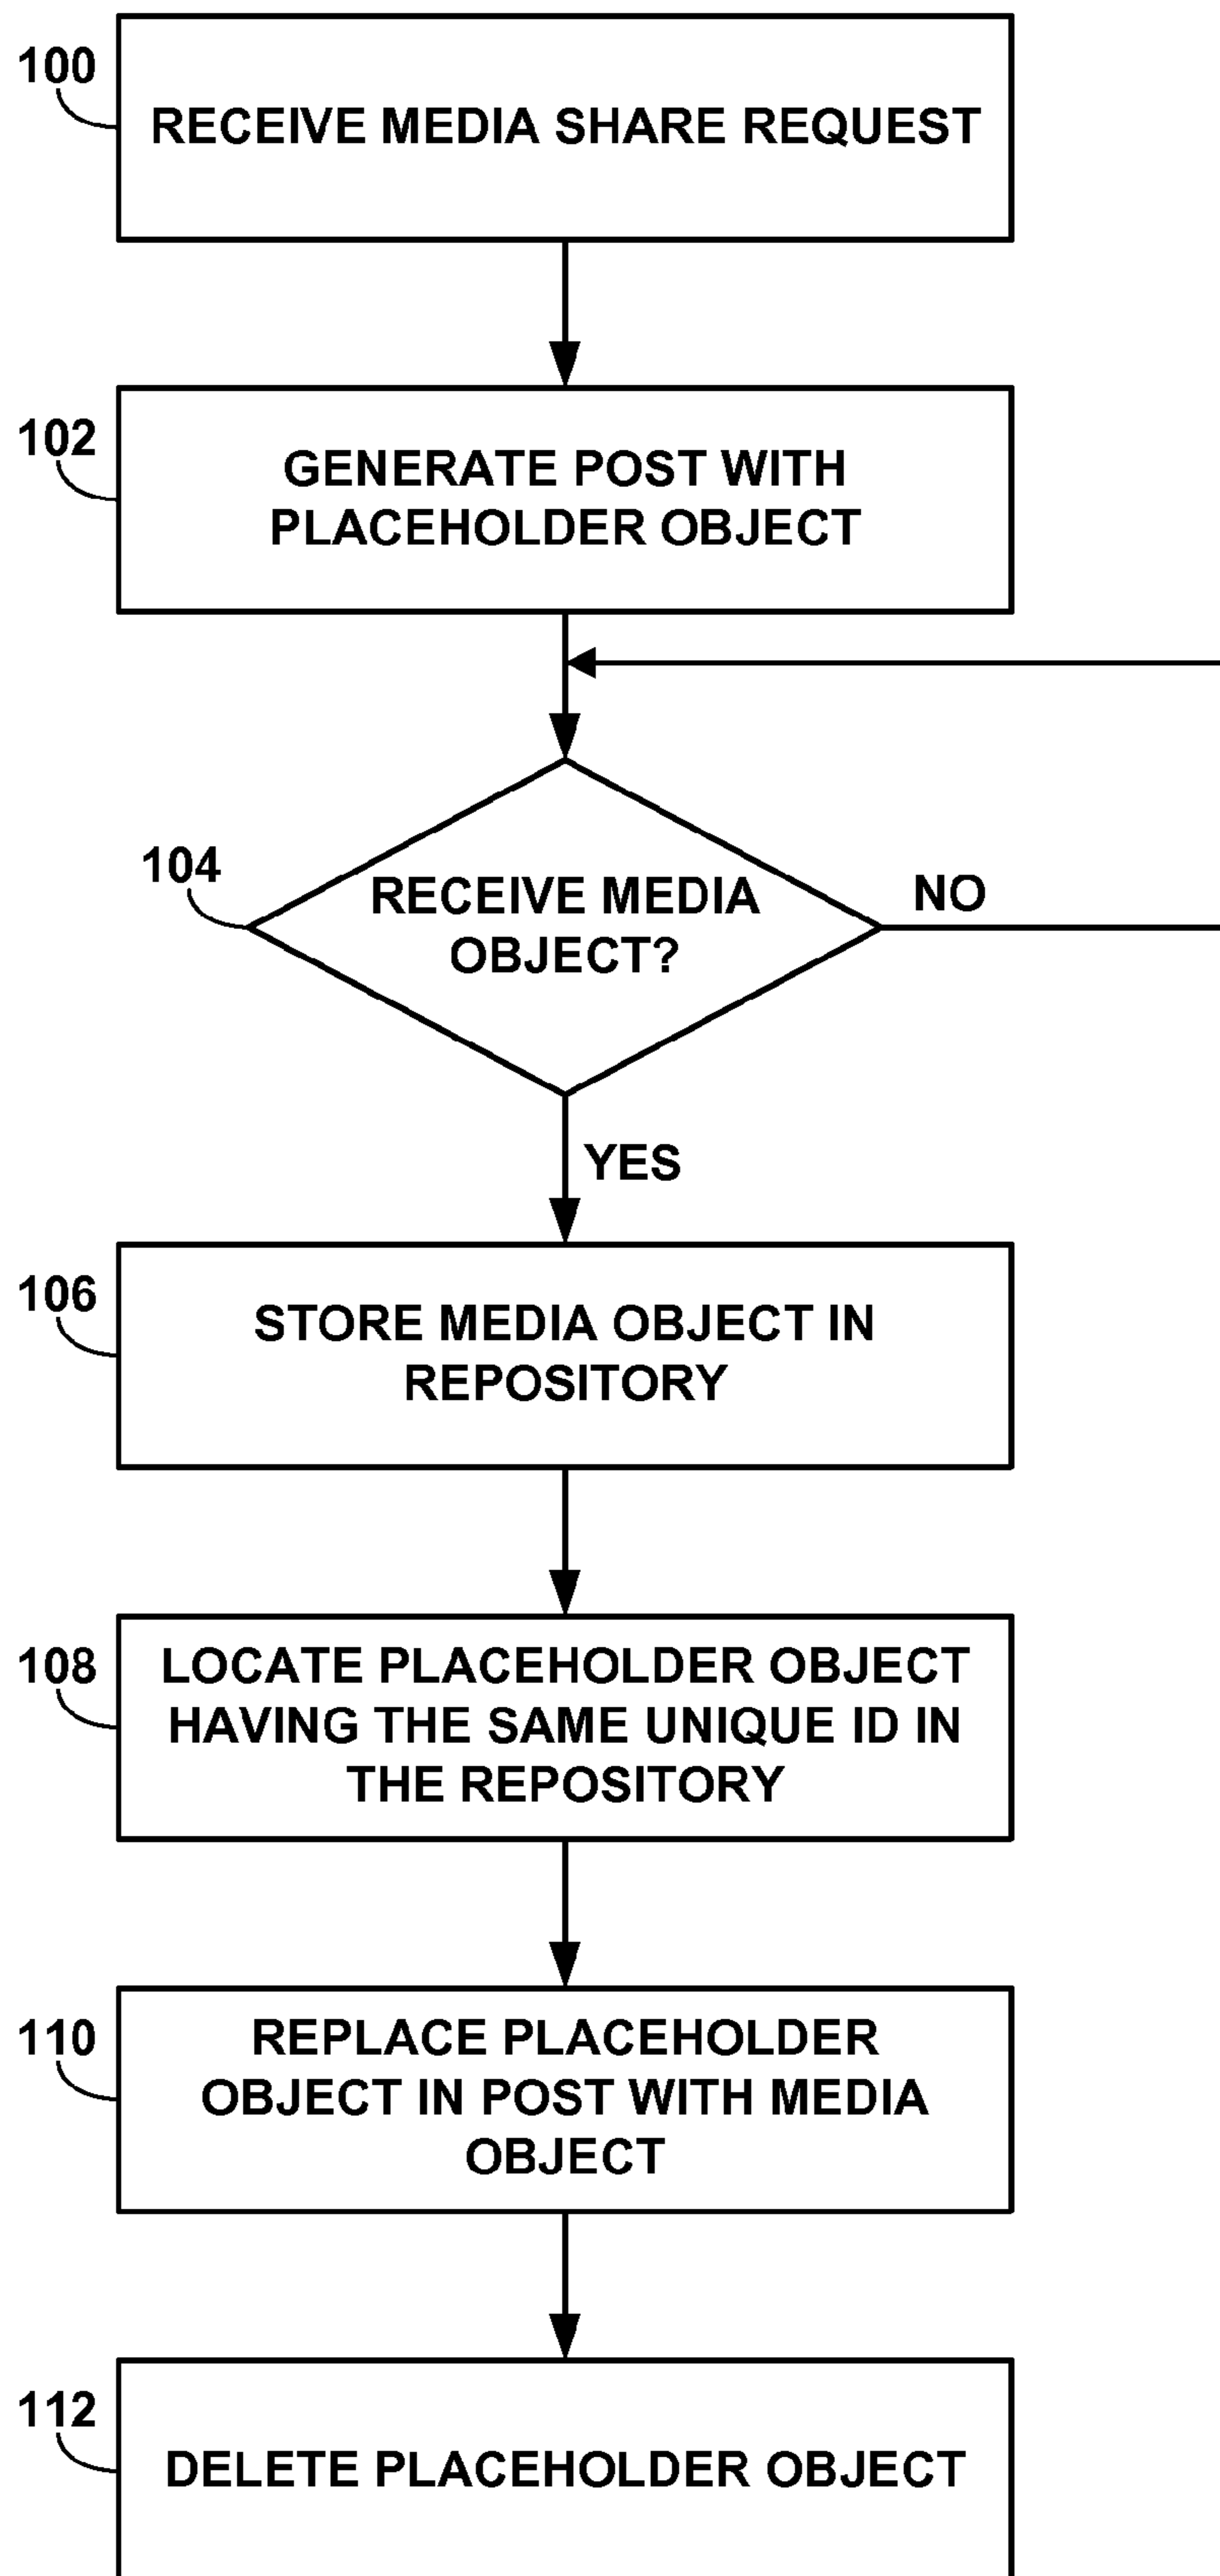 100
RECEIVE MEDIA SHARE REQUEST
102
GENERATE POST WITH
PLACEHOLDER OBJECT
104
RECEIVE MEDIA
OBJECT?
NO
YES
106
STORE MEDIA OBJECT IN
REPOSITORY
108
LOCATE PLACEHOLDER OBJECT
HAVING THE SAME UNIQUE ID IN
THE REPOSITORY
110
REPLACE PLACEHOLDER
OBJECT IN POST WITH MEDIA
OBJECT
112
DELETE PLACEHOLDER OBJECT